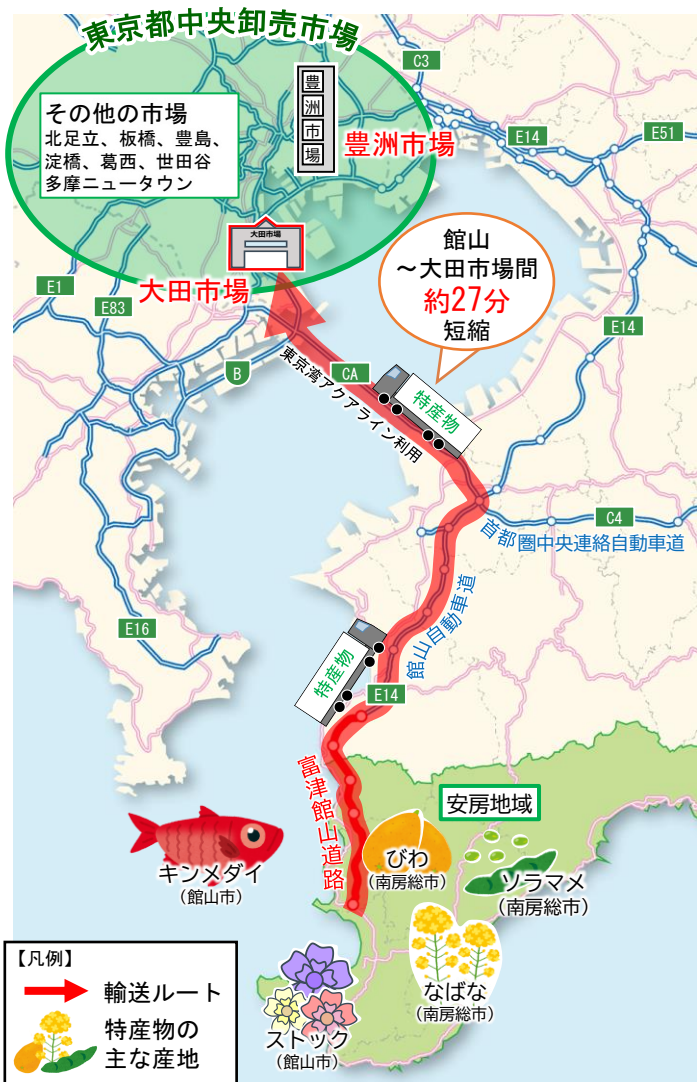 東京都中央卸売市場
C3
その他の市場
北足立、板橋、豊島、
淀橋、葛西、世田谷
多摩ニュータウン
豊洲市場
豊洲市場
E14
E51
大田市場
大田市場
館山
～大田市場間
約27分
短縮
E1
E83
E14
B
CA
東京湾アクアライン利用
特産物
C4
首都圏中央連絡自動車道
E16
館山自動車道
特産物
E14
富津館山道路
安房地域
キンメダイ
(館山市)
びわ
(南房総市)
ソラマメ
(南房総市)
なばな
(南房総市)
ストック
(館山市)
【凡例】
輸送ルート
特産物の
主な産地